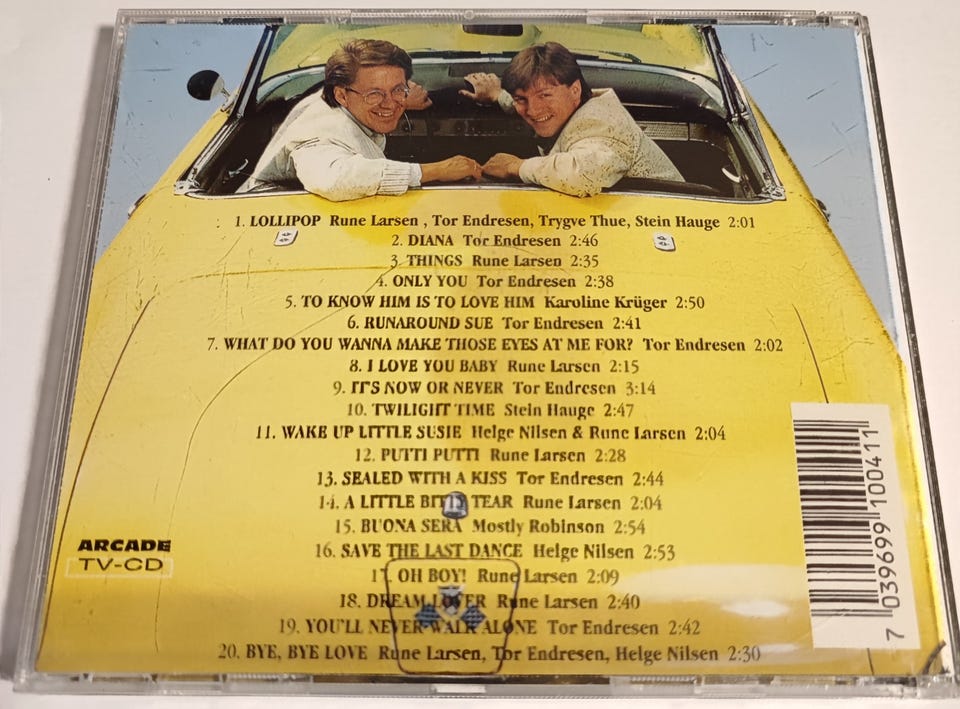 1. LOLLIPOP Rune Larsen , Tor Endresen, Trygve Thue, Stein Hauge 2:01
2. DIANA Tor Endresen 2:46
3. THINGS Rune Larsen 2:35
4. ONLY YOU Tor Endresen 2:38
5. TO KNOW HIM IS TO LOVE HIM Karoline Krüger 2:50
6. RUNAROUND SUE Tor Endresen 2:41
7. WHAT DO YOU WANNA MAKE THOSE EYES AT ME FOR? Tor Endresen 2:02
8. I LOVE YOU BABY Rune Larsen 2:15
9. IT'S NOW OR NEVER Tor Endresen 3:14
10. TWILIGHT TIME Stein Hauge 2:47
11. WAKE UP LITTLE SUSIE Helge Nilsen & Rune Larsen 2:04
12. PUTTI PUTTI Rune Larsen 2:28
13. SEALED WITH A KISS Tor Endresen 2:44
14. A LITTLE BITTY TEAR Rune Larsen 2:04
15. BUONA SERA Mostly Robinson 2:54
16. SAVE THE LAST DANCE Helge Nilsen 2:53
17. OH BOY! Rune Larsen 2:09
18. DREAM LOVER Rune Larsen 2:40
19. YOU'LL NEVER WALK ALONE Tor Endresen 2:42
20. BYE, BYE LOVE Rune Larsen, Tor Endresen, Helge Nilsen 2:30
ARCADE
TV-CD
7 039699 100411